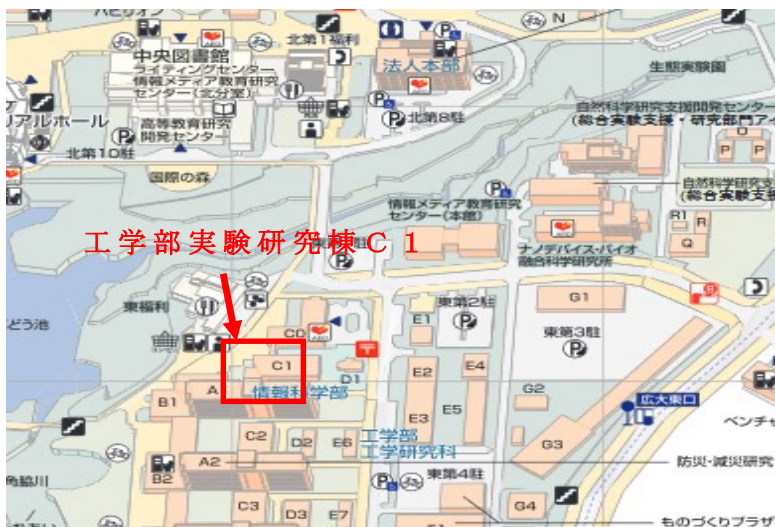 パビリオン
中央図書館
ライティングセンター
情報メディア教育研究
センター(北分室)
北第1福利
法人本部
N
生態実験園
アルホール
高等教育研究
開発センター
北第8駐
自然科学研究支援開発センター
(総合実験支援・研究部門アイ
O
P
P
北第10駐
国際の森
情報メディア教育研究
センター(本館)
自然科学研究支
(総合実験支
R1
R
Q
ナノデバイス・バイオ
融合科学研究所
工学部実験研究棟C1
東福利
ぶどう池
C0
東第2駐
E1
G1
東第3駐
C1
D1
E2
E4
A
情報科学部
B1
G2
広大東口
ベンチャ
E3
E5
C2
D2
E6
工学部
工学研究科
G3
A2
B2
防災・減災研究
東第4駐
角脇川
C3
D3
E7
G4
ものづくりプラザ